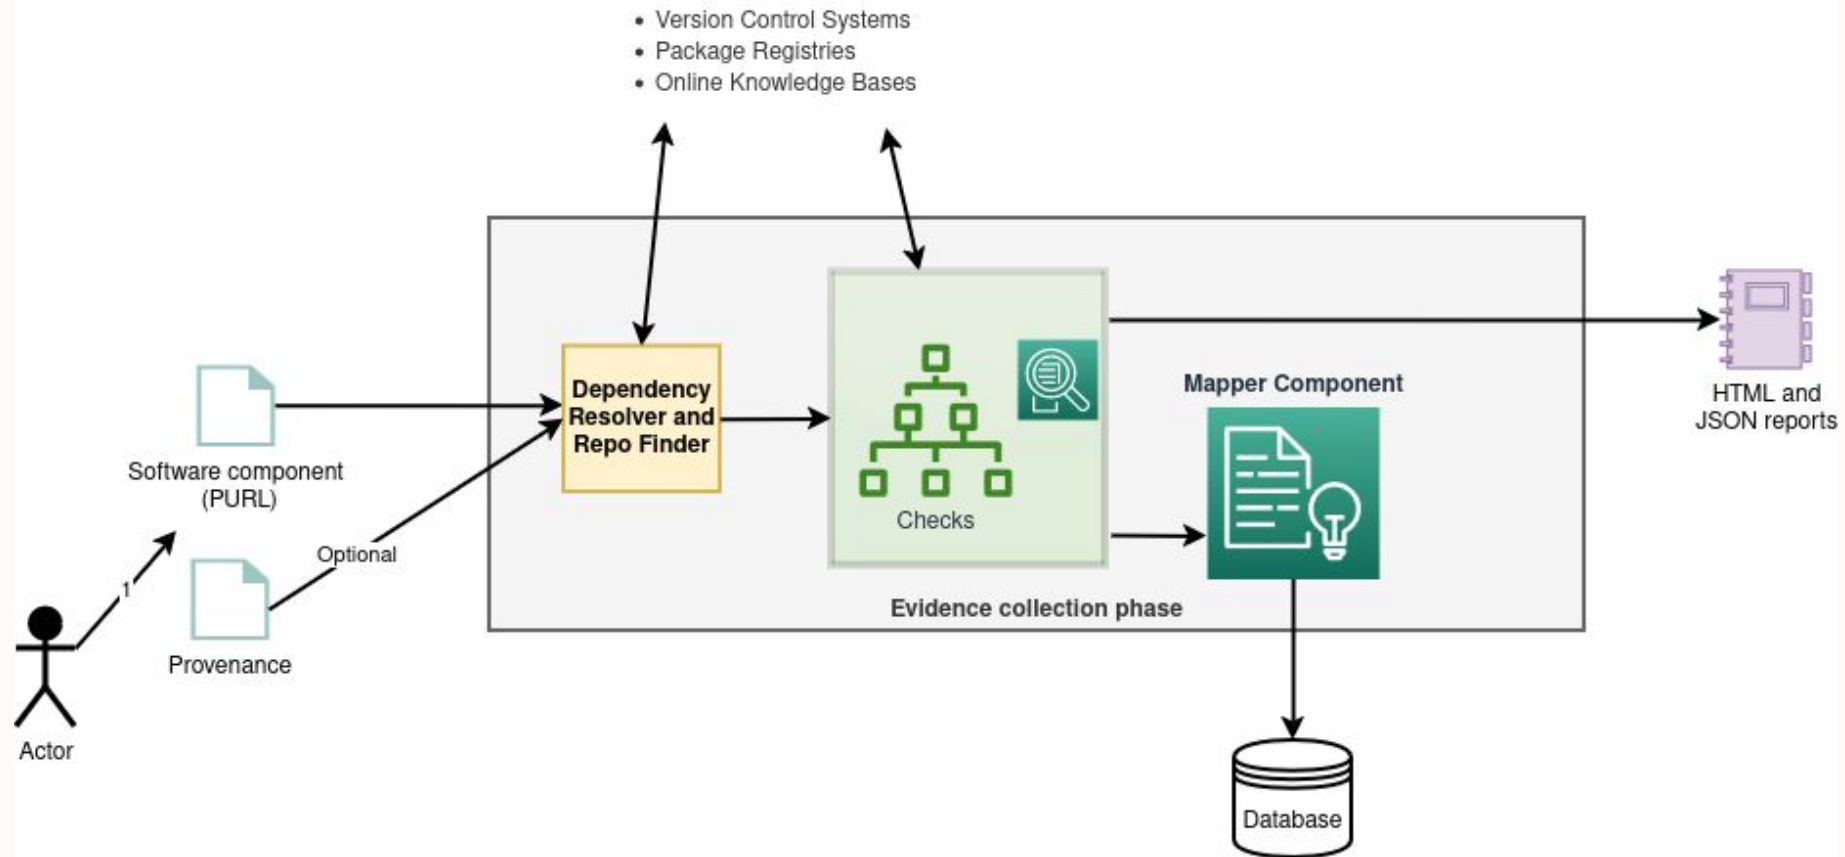 • Version Control Systems
• Package Registries
• Online Knowledge Bases
Dependency
Resolver and
Repo Finder
Mapper Component
HTML and
JSON reports
Software component
(PURL)
Checks
Optional
1
Evidence collection phase
Provenance
Actor
Database